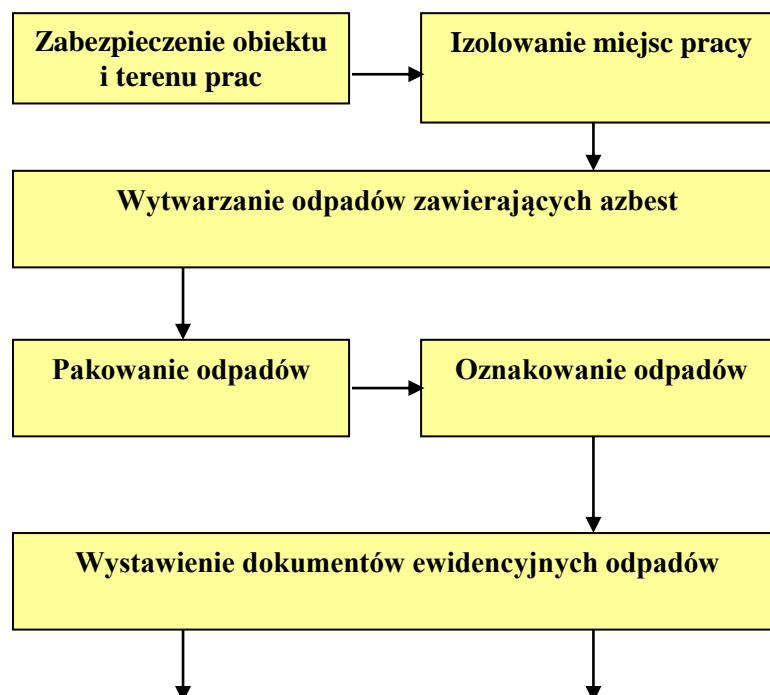 Zabezpieczenie obiektu
i terenu prac
Izolowanie miejsc pracy
Wytwarzanie odpadów zawierających azbest
Pakowanie odpadów
Oznakowanie odpadów
Wystawienie dokumentów ewidencyjnych odpadów